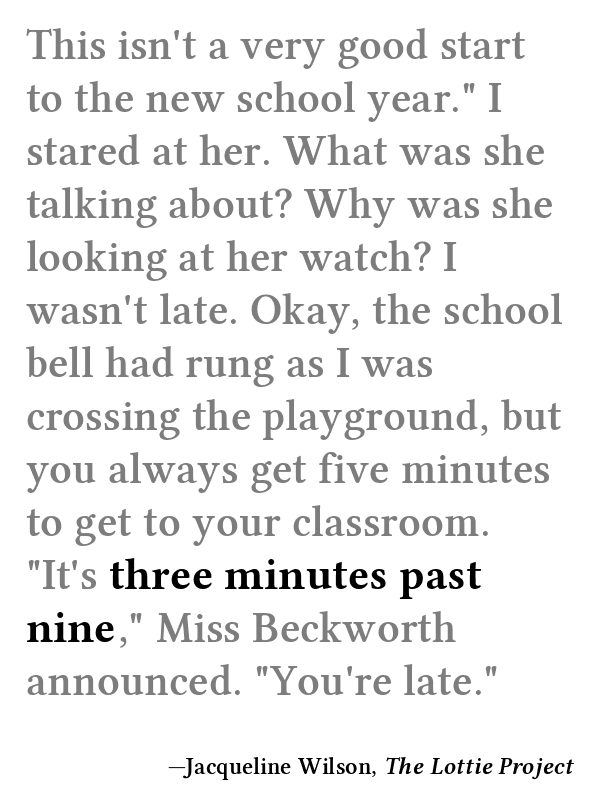 This isn't a very good start
to the new school year." I
stared at her. What was she
talking about? Why was she
looking at her watch? I
wasn't late. Okay, the school
bell had rung as I was
crossing the playground, but
you always get five minutes
to get to your classroom.
"It's three minutes past
nine," Miss Beckworth
announced. "You're late."
—Jacqueline Wilson, The Lottie Project